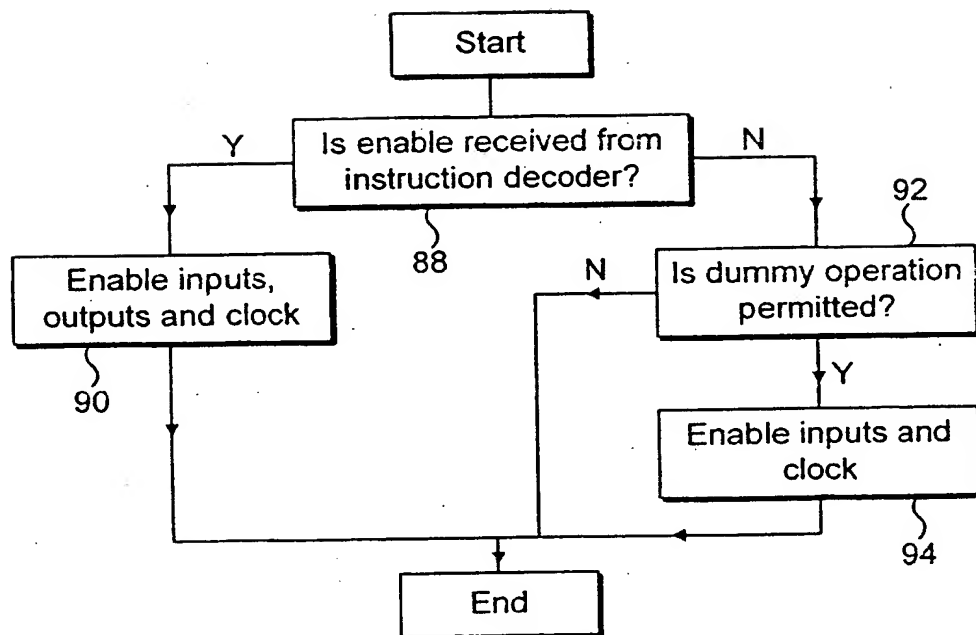 Start
Y
Is enable received from
instruction decoder?
N
88
92
Enable inputs,
outputs and clock
90
N
Is dummy operation
permitted?
Y
Enable inputs and
clock
94
End